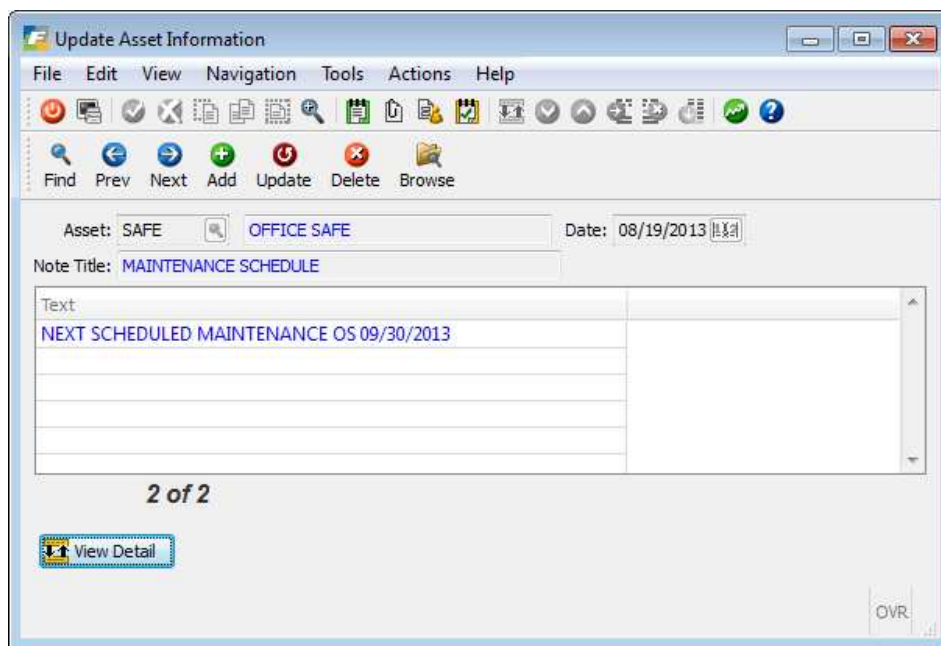 Update Asset Information
File Edit View Navigation Tools Actions Help
Find Prev Next Add Update Delete Browse
Asset: SAFE OFFICE SAFE Date: 08/19/2013
Note Title: MAINTENANCE SCHEDULE
Text
NEXT SCHEDULED MAINTENANCE OS 09/30/2013
2 of 2
View Detail
OVR